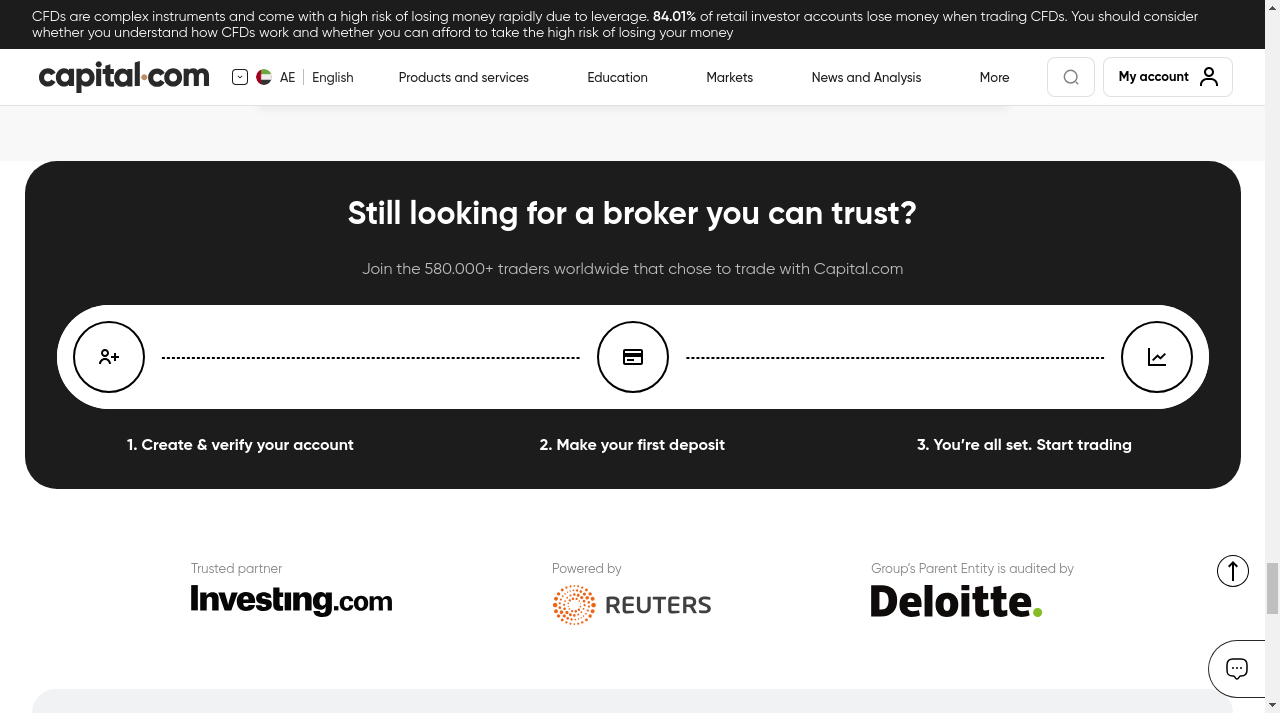 CFDs are complex instruments and come with a high risk of losing money rapidly due to leverage. 84.01% of retail investor accounts lose money when trading CFDs. You should consider
whether you understand how CFDs work and whether you can afford to take the high risk of losing your money
capital.com
AE
English
Products and services
Education
Markets
News and Analysis
More
My account
Still looking for a broker you can trust?
Join the 580.000+ traders worldwide that chose to trade with Capital.com
1. Create & verify your account
2. Make your first deposit
3. You’re all set. Start trading
Trusted partner
Investing.com
Powered by
REUTERS
Group’s Parent Entity is audited by
Deloitte.